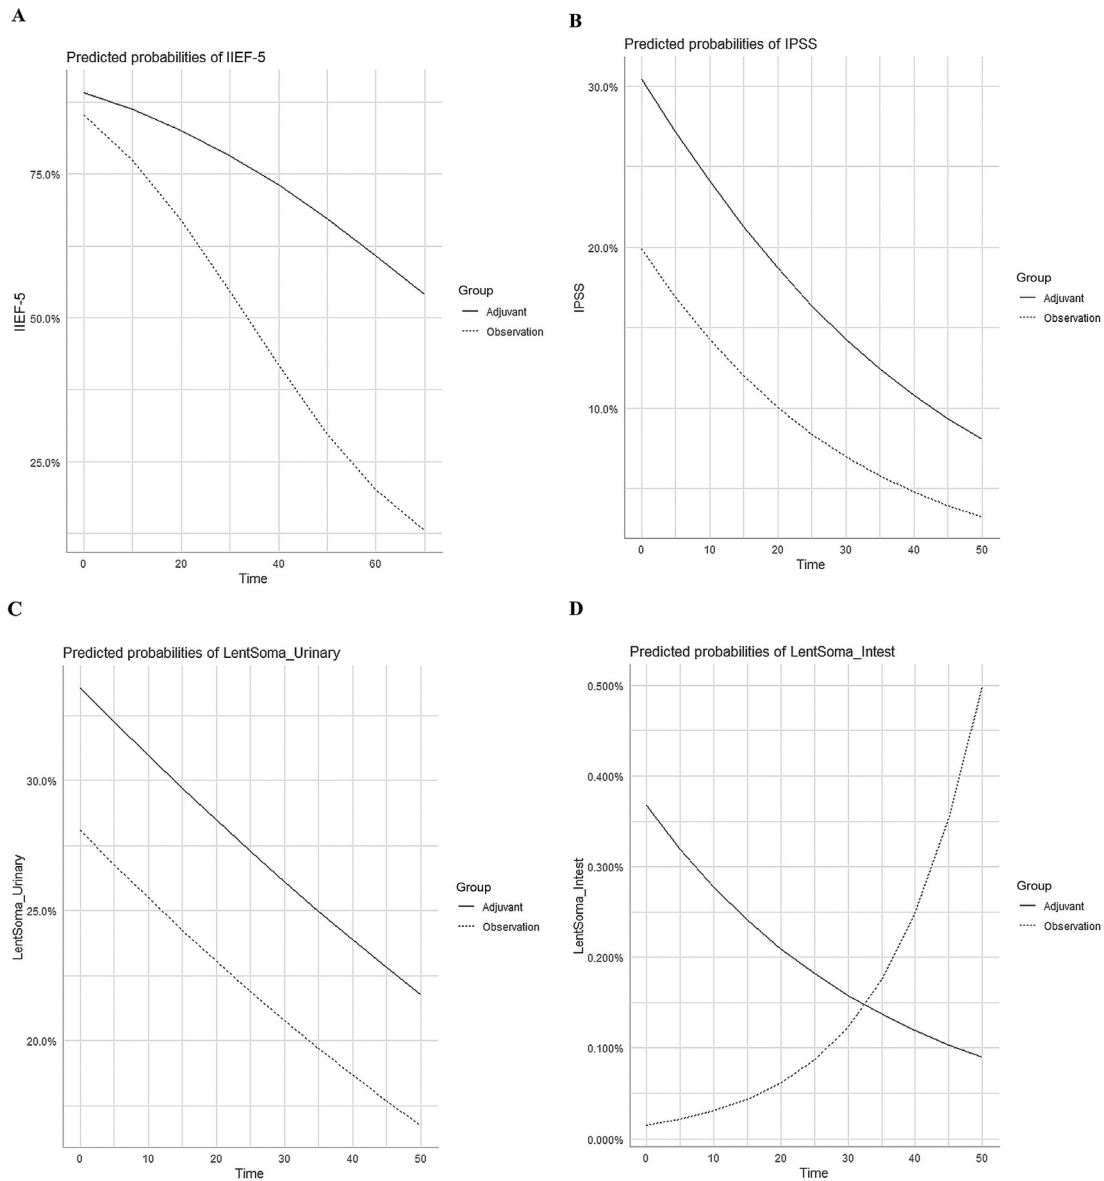 A
Predicted probabilities of IIEF-5
75.0%
50.0%
25.0%
IIEF-5
0 20 40 60
Time
Group
Adjuvant
Observation
B
Predicted probabilities of IPSS
30.0%
20.0%
10.0%
IPSS
0 10 20 30 40 50
Time
Group
Adjuvant
Observation
C
Predicted probabilities of LentSoma_Urinary
30.0%
25.0%
20.0%
LentSoma_Urinary
0 10 20 30 40 50
Time
Group
Adjuvant
Observation
D
Predicted probabilities of LentSoma_Intest
0.500%
0.400%
0.300%
0.200%
0.100%
0.000%
LentSoma_Intest
0 10 20 30 40 50
Time
Group
Adjuvant
Observation